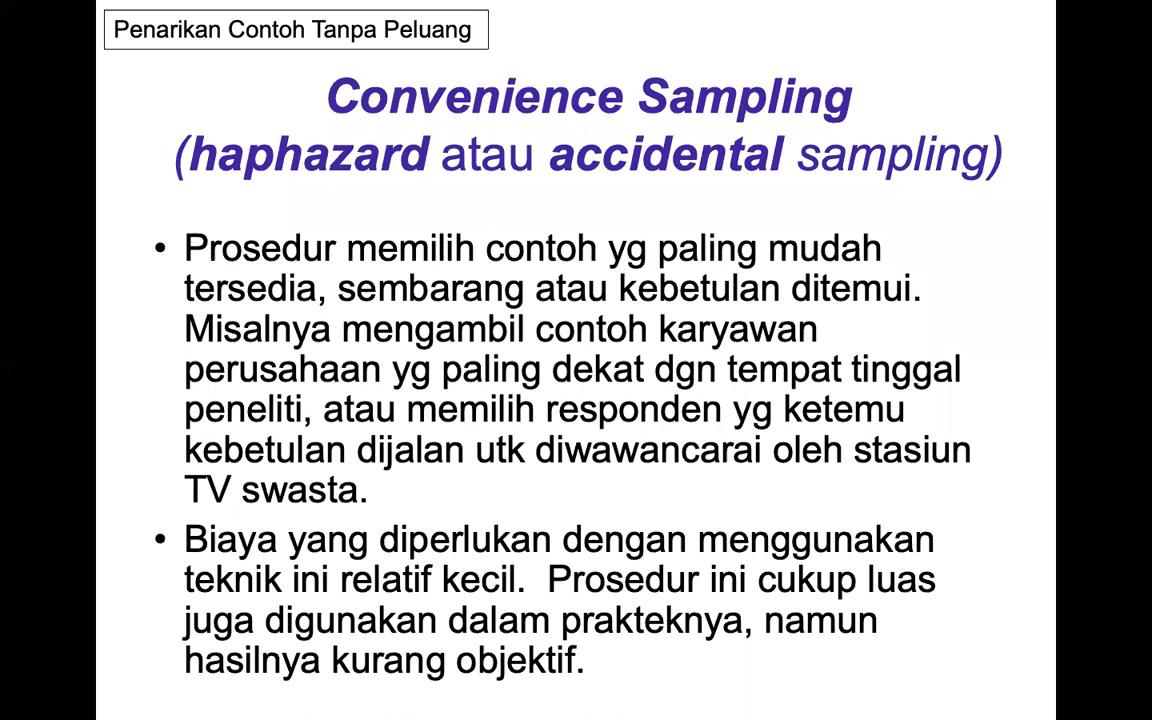 Penarikan Contoh Tanpa Peluang
Convenience Sampling
(haphazard atau accidental sampling)
• Prosedur memilih contoh yg paling mudah
tersedia, sembarang atau kebetulan ditemui.
Misalnya mengambil contoh karyawan
perusahaan yg paling dekat dgn tempat tinggal
peneliti, atau memilih responden yg ketemu
kebetulan dijalan utk diwawancarai oleh stasiun
TV swasta.
• Biaya yang diperlukan dengan menggunakan
teknik ini relatif kecil.  Prosedur ini cukup luas
juga digunakan dalam prakteknya, namun
hasilnya kurang objektif.